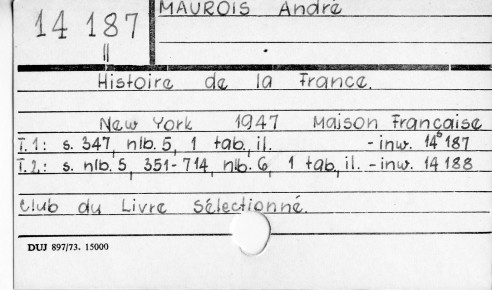 14 187
II
MAUROIS André
Histoire de la France.
New York 1947 Maison Française
T.1: s. 347, nlb. 5, 1 tab, il. - inw. 14 187
T.2: s. nlb. 5, 351-714, nlb. 6, 1 tab, il. - inw. 14 188
Club du Livre Sélectionné.
DUJ 897/73. 15000